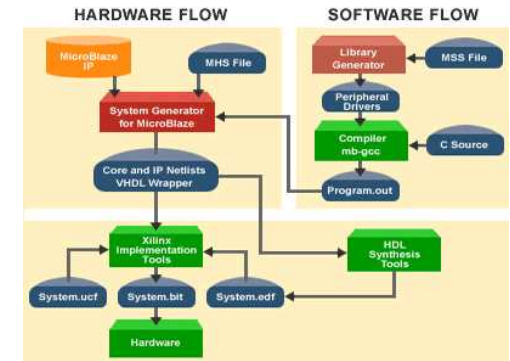 HARDWARE FLOW
SOFTWARE FLOW
MicroBlaze
IP
MHS File
Library
Generator
MSS File
System Generator
for MicroBlaze
Peripheral
Drivers
Compiler
mb-gcc
C Source
Core and IP Netlists
VHDL Wrapper
Program.out
Xilinx
Implementation
Tools
HDL
Synthesis
Tools
System.ucf
System.bit
System.edf
Hardware